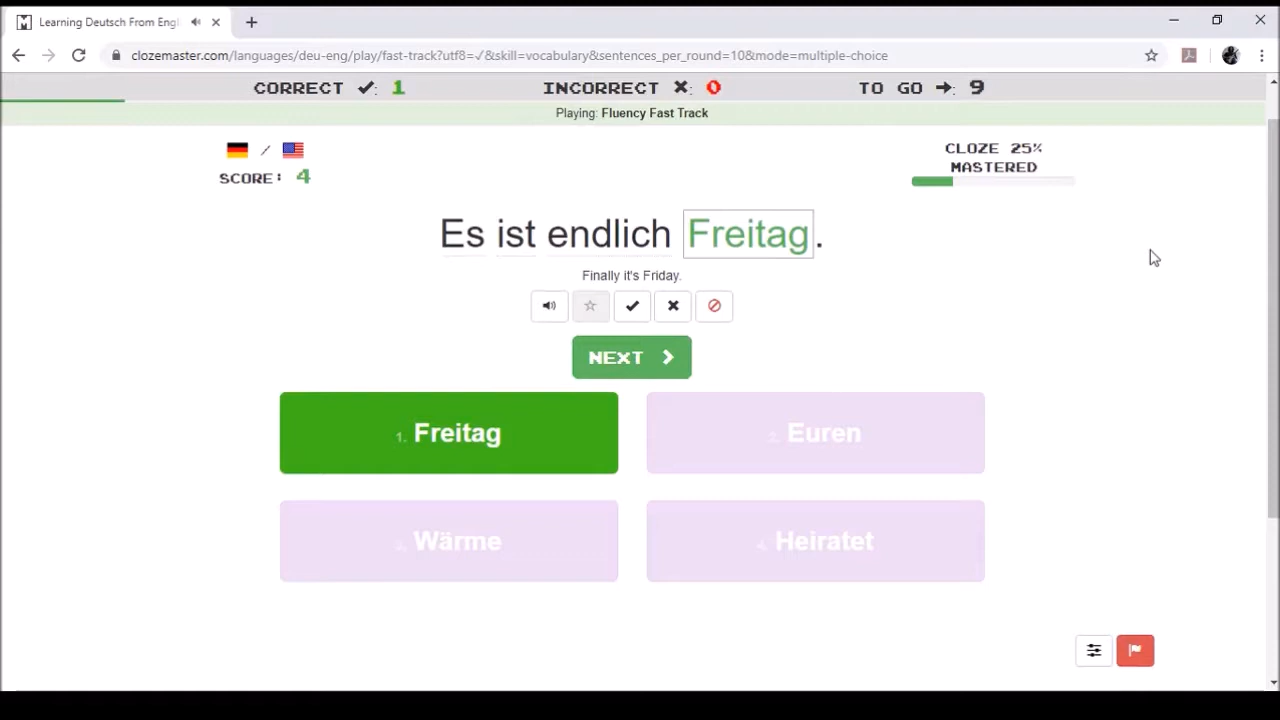 Learning Deutsch From Engl
clozemaster.com/languages/deu-eng/play/fast-track?utf8=✓&skill=vocabulary&sentences_per_round=10&mode=multiple-choice
CORRECT ✔: 1 INCORRECT ✖: 0 TO GO ➔: 9
Playing: Fluency Fast Track
/
SCORE: 4
CLOZE 25%
MASTERED
Es ist endlich Freitag.
Finally it's Friday.
NEXT
1. Freitag
2. Euren
3. Wärme
4. Heiratet